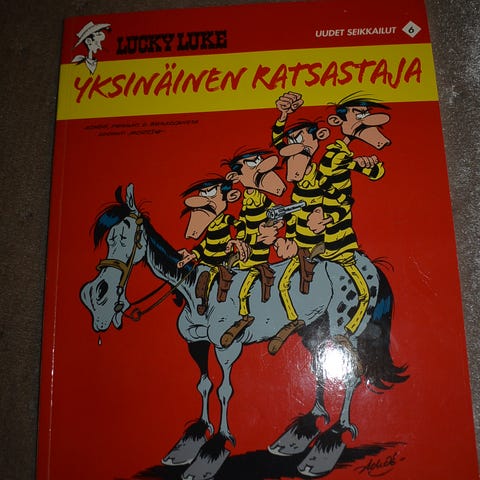 LUCKY LUKE
UUDET SEIKKAILUT 6
YKSINÄINEN RATSASTAJA